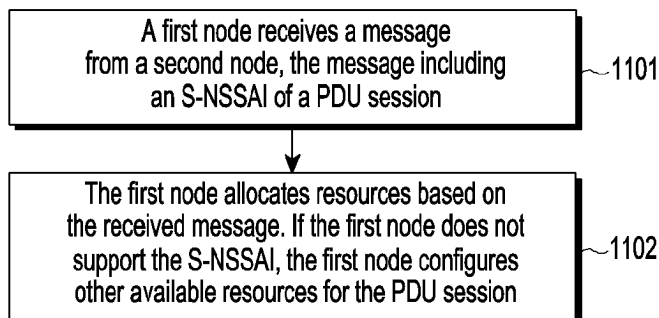 A first node receives a message
from a second node, the message including
an S-NSSAI of a PDU session
1101
The first node allocates resources based on
the received message. If the first node does not
support the S-NSSAI, the first node configures
other available resources for the PDU session
1102